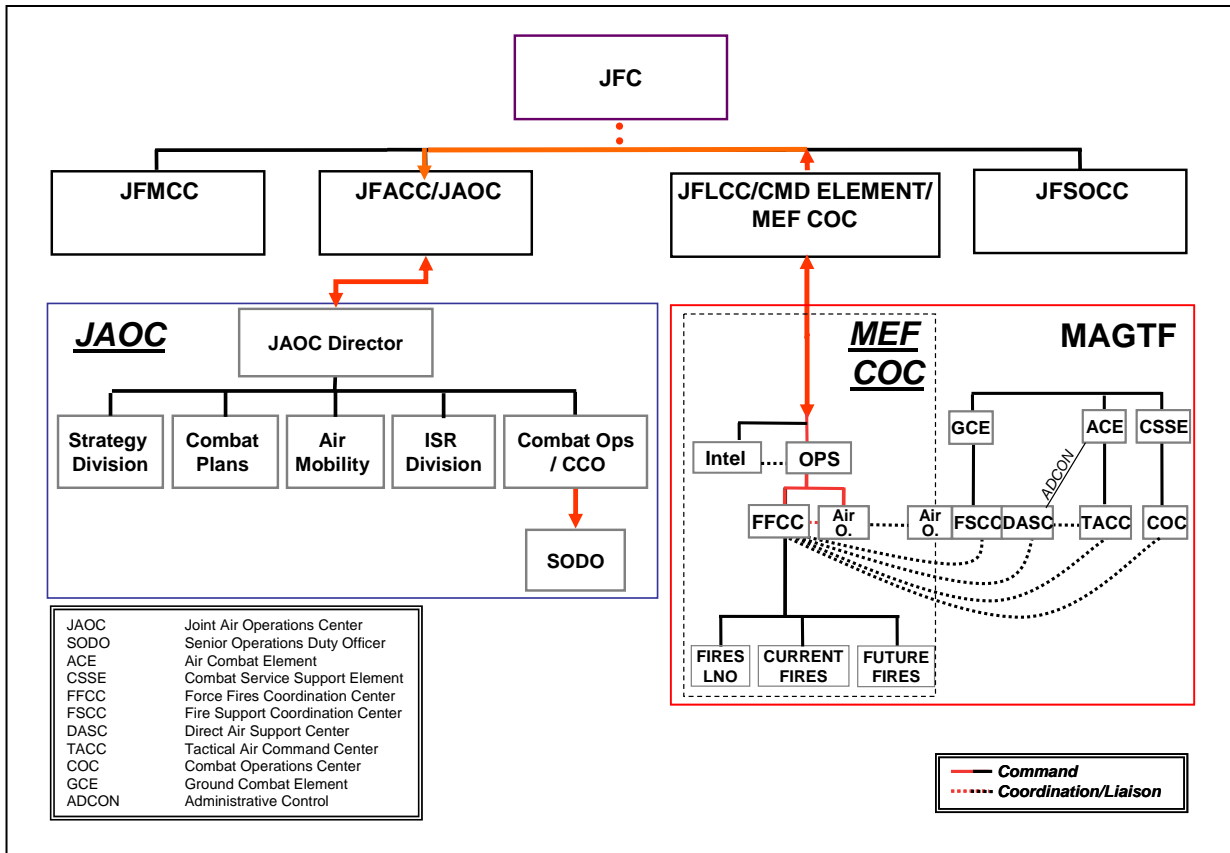 JFC
JFMCC
JFACC/JAOC
JFLCC/CMD ELEMENT/
MEF COC
JFSOCC
JAOC
JAOC Director
Strategy
Division
Combat
Plans
Air
Mobility
ISR
Division
Combat Ops
/ CCO
SODO
MEF
COC
MAGTF
Intel
OPS
GCE
ACE
CSSE
ADCON
FFCC
Air
O.
Air
O.
FSCC
DASC
TACC
COC
FIRES
LNO
CURRENT
FIRES
FUTURE
FIRES
JAOC Joint Air Operations Center
SODO Senior Operations Duty Officer
ACE Air Combat Element
CSSE Combat Service Support Element
FFCC Force Fires Coordination Center
FSCC Fire Support Coordination Center
DASC Direct Air Support Center
TACC Tactical Air Command Center
COC Combat Operations Center
GCE Ground Combat Element
ADCON Administrative Control
Command
Coordination/Liaison